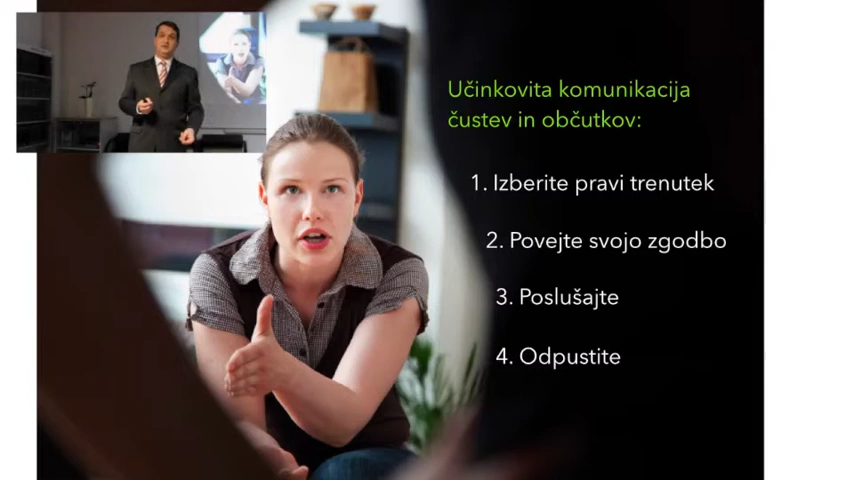 Učinkovita komunikacija
čustev in občutkov:
1. Izberite pravi trenutek
2. Povejte svojo zgodbo
3. Poslušajte
4. Odpustite